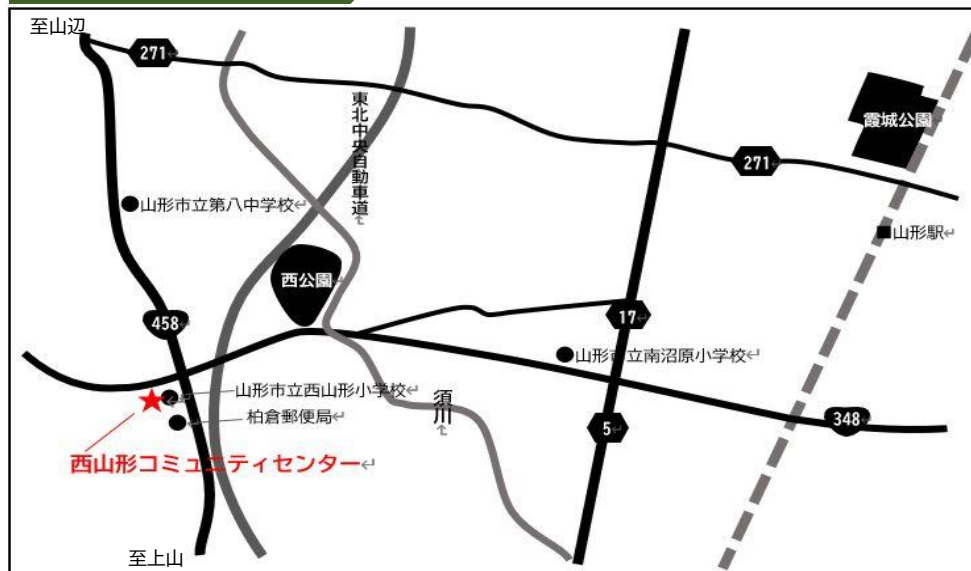 至山辺
271
東北中央自動車道
霞城公園
271
山形市立第八中学校
山形駅
西公園
458
17
山形市立南沼原小学校
山形市立西山形小学校
須川
柏倉郵便局
348
5
西山形コミュニティセンター
至上山